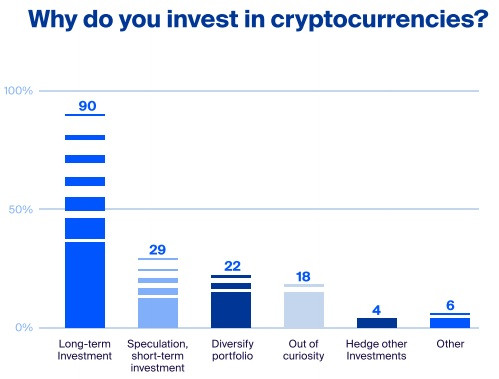 Why do you invest in cryptocurrencies?
100%
90
50%
29
22
18
4
6
0%
Long-term
Investment
Speculation,
short-term
investment
Diversify
portfolio
Out of
curiosity
Hedge other
Investments
Other